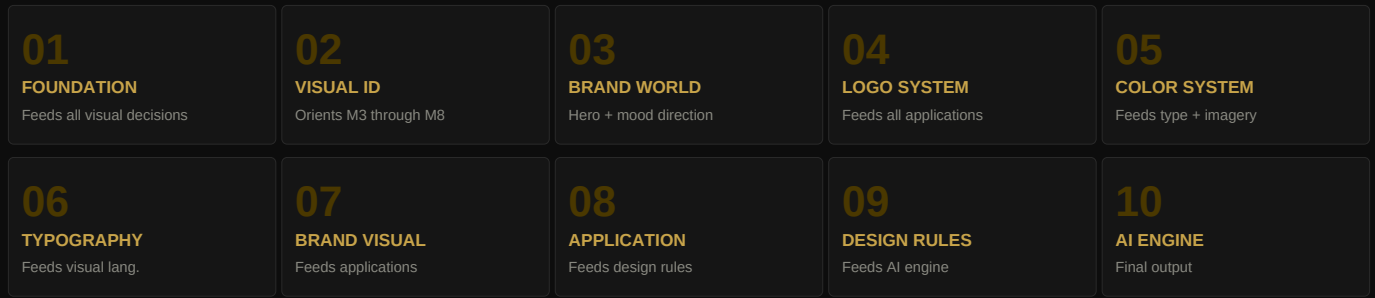 01
FOUNDATION
Feeds all visual decisions
02
VISUAL ID
Orients M3 through M8
03
BRAND WORLD
Hero + mood direction
04
LOGO SYSTEM
Feeds all applications
05
COLOR SYSTEM
Feeds type + imagery
06
TYPOGRAPHY
Feeds visual lang.
07
BRAND VISUAL
Feeds applications
08
APPLICATION
Feeds design rules
09
DESIGN RULES
Feeds AI engine
10
AI ENGINE
Final output